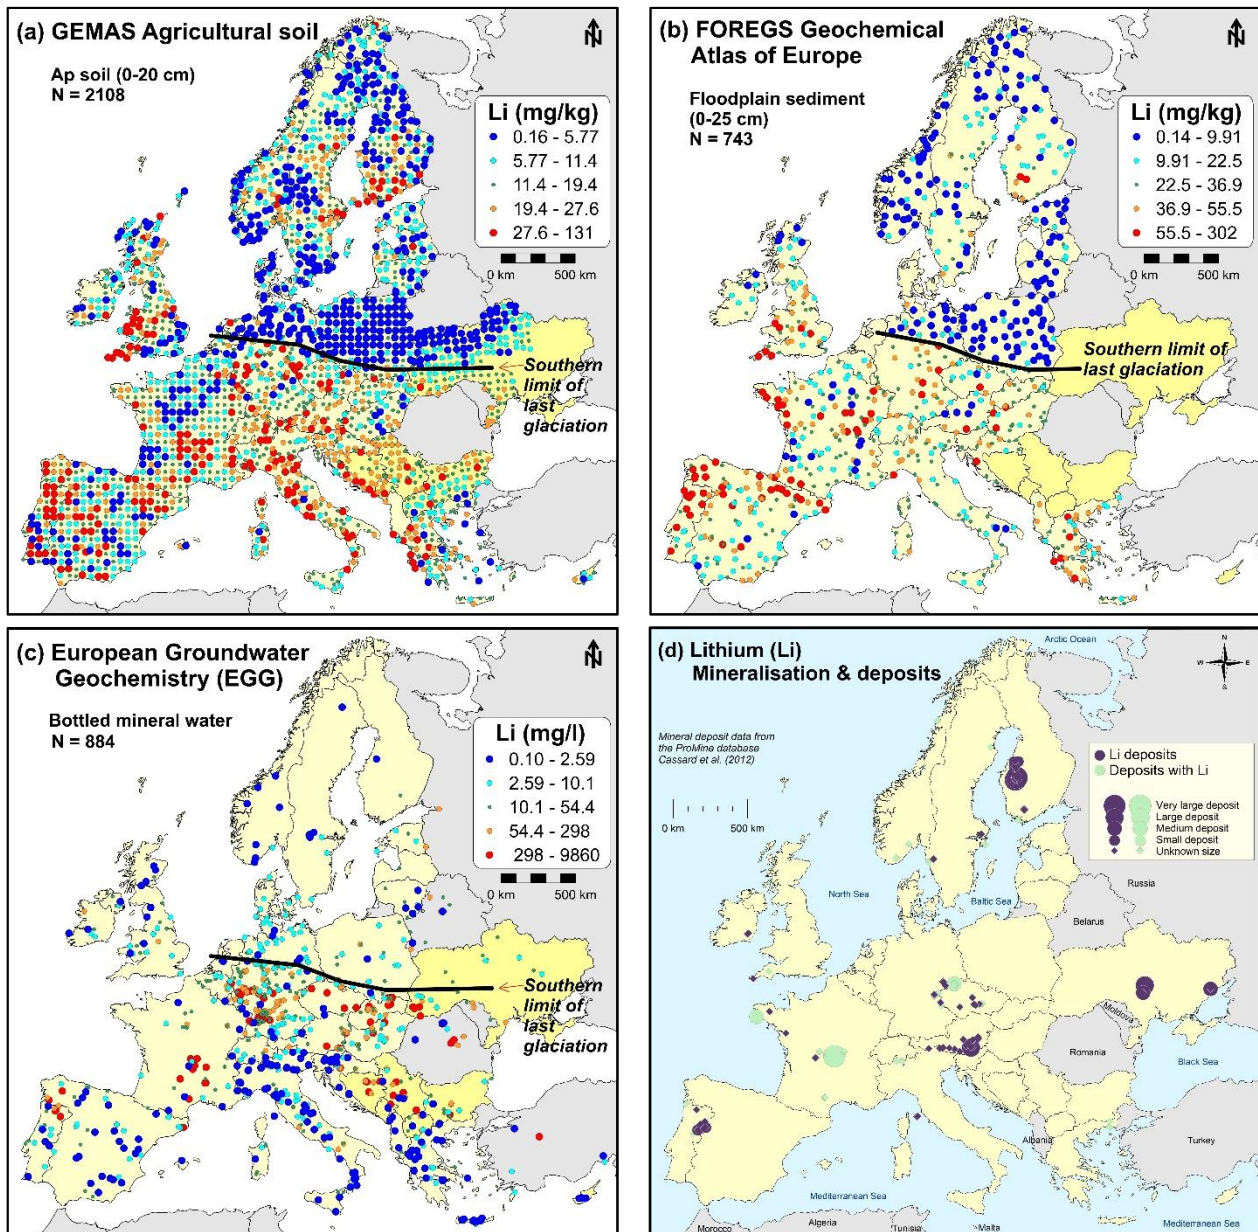 (a) GEMAS Agricultural soil
Ap soil (0-20 cm)
N = 2108
N
Li (mg/kg)
0.16 - 5.77
5.77 - 11.4
11.4 - 19.4
19.4 - 27.6
27.6 - 131
0 km 500 km
Southern
limit of
last
glaciation
(b) FOREGS Geochemical
Atlas of Europe
Floodplain sediment
(0-25 cm)
N = 743
N
Li (mg/kg)
0.14 - 9.91
9.91 - 22.5
22.5 - 36.9
36.9 - 55.5
55.5 - 302
0 km 500 km
Southern limit of
last glaciation
(c) European Groundwater
Geochemistry (EGG)
Bottled mineral water
N = 884
N
Li (mg/l)
0.10 - 2.59
2.59 - 10.1
10.1 - 54.4
54.4 - 298
298 - 9860
0 km 500 km
Southern
limit of
last
glaciation
(d) Lithium (Li)
Mineralisation & deposits
Arctic Ocean
N
W E
S
Mineral deposit data from
the ProMine database
Cassard et al. (2012)
0 km 500 km
Li deposits
Deposits with Li
Very large deposit
Large deposit
Medium deposit
Small deposit
Unknown size
Russia
North Sea
Baltic Sea
Belarus
Moldova
Romania
Black Sea
Albania
Turkey
Mediterranean Sea
Morocco
Algeria
Tunisia
Malta
Mediterranean Sea